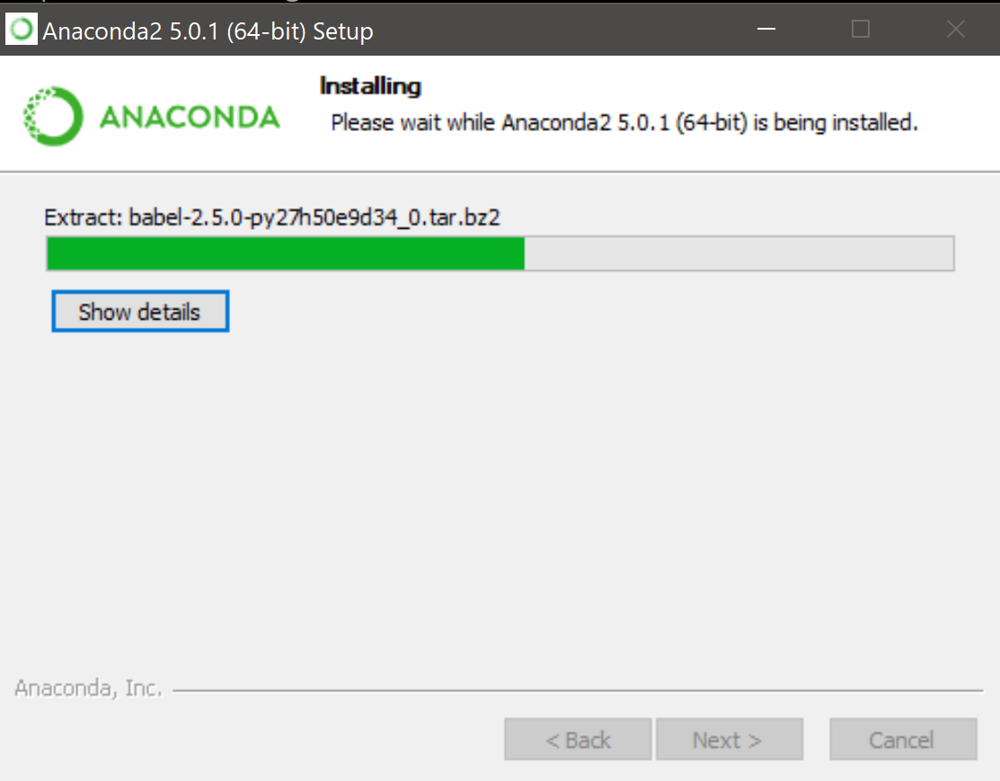 Anaconda2 5.0.1 (64-bit) Setup
ANACONDA
Installing
Please wait while Anaconda2 5.0.1 (64-bit) is being installed.
Extract: babel-2.5.0-py27h50e9d34_0.tar.bz2
Show details
Anaconda, Inc.
< Back
Next >
Cancel